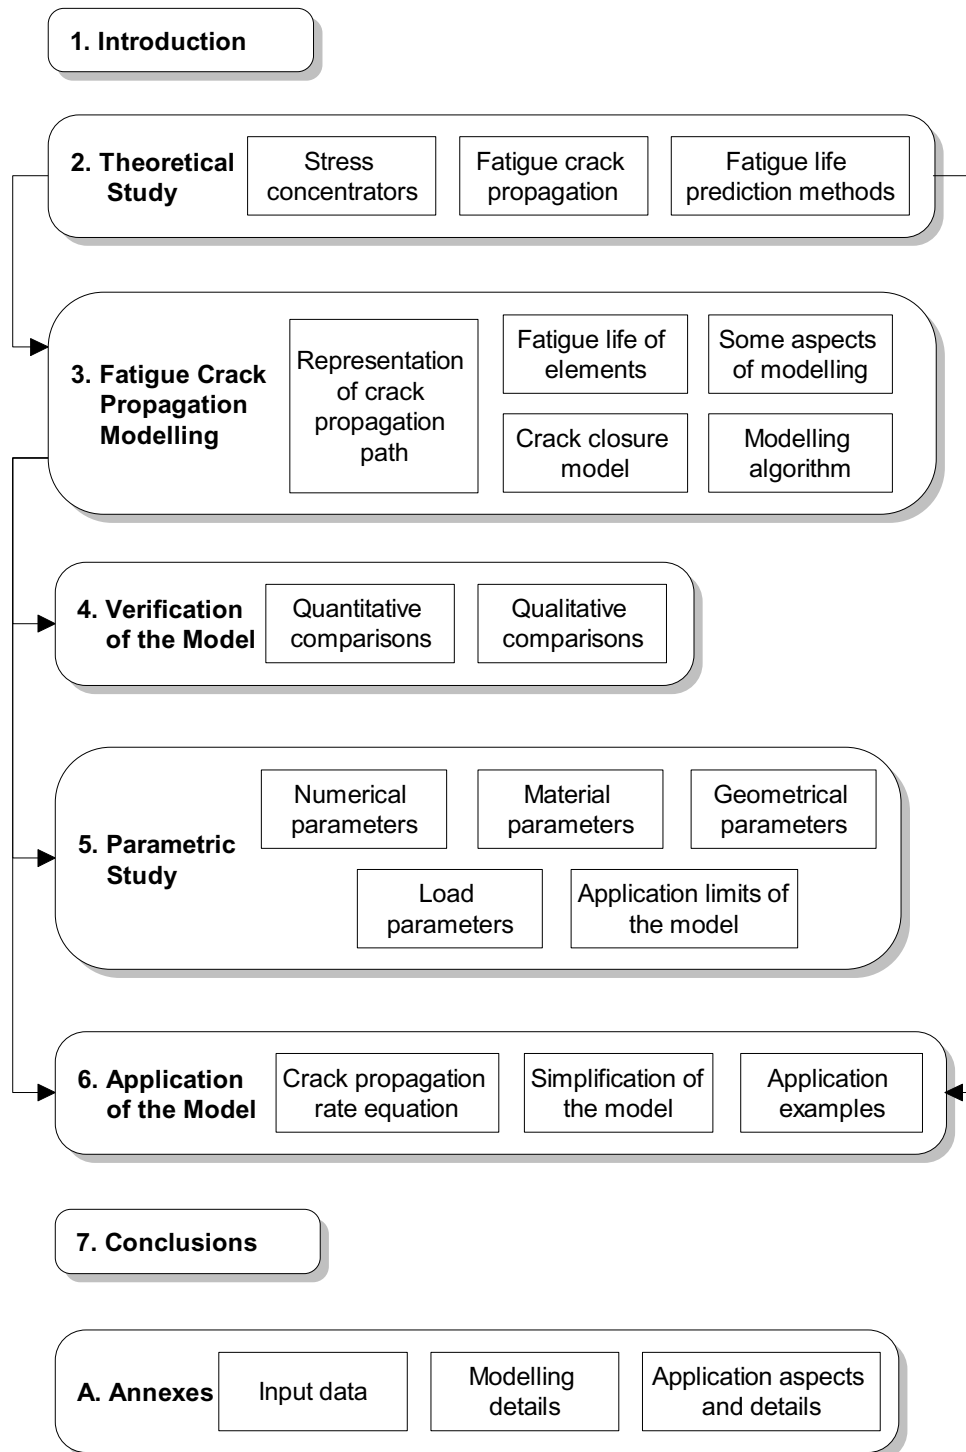 1. Introduction
2. Theoretical
Study
Stress
concentrators
Fatigue crack
propagation
Fatigue life
prediction methods
3. Fatigue Crack
Propagation
Modelling
Representation
of crack
propagation
path
Fatigue life of
elements
Some aspects
of modelling
Crack closure
model
Modelling
algorithm
4. Verification
of the Model
Quantitative
comparisons
Qualitative
comparisons
5. Parametric
Study
Numerical
parameters
Material
parameters
Geometrical
parameters
Load
parameters
Application limits of
the model
6. Application
of the Model
Crack propagation
rate equation
Simplification of
the model
Application
examples
7. Conclusions
A. Annexes
Input data
Modelling
details
Application aspects
and details